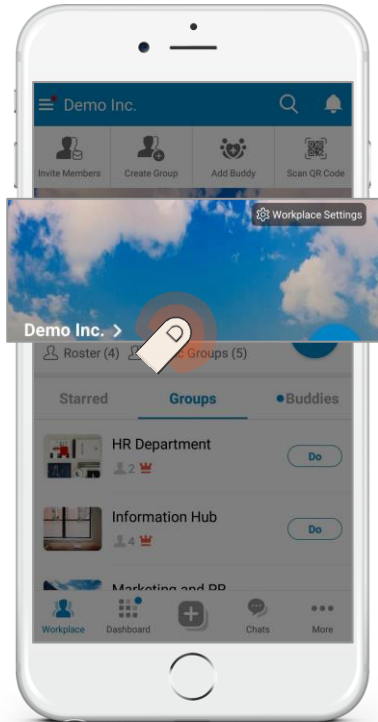 Demo Inc.
Invite Members Create Group Add Buddy Scan QR Code
Workplace Settings
Demo Inc. >
Roster (4) Groups (5)
Starred Groups Buddies
HR Department
2
Do
Information Hub
4
Do
Marketing and PR
Workplace Dashboard Chats More